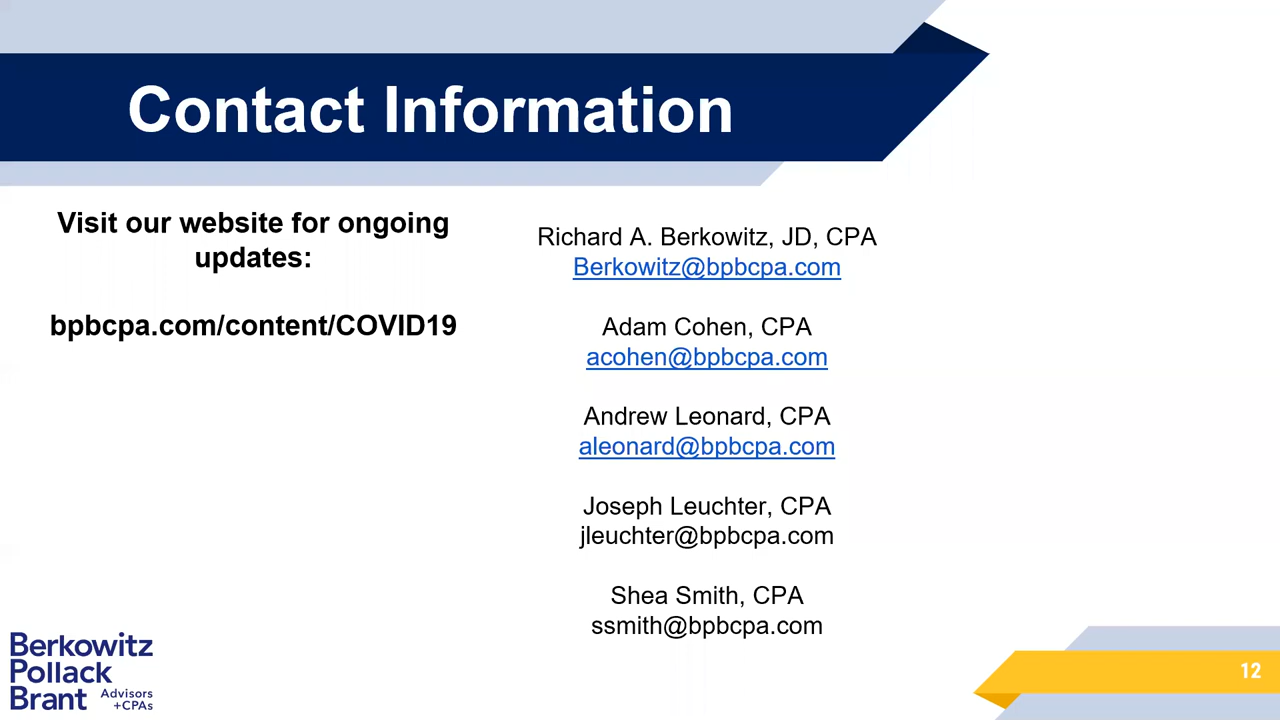 Contact Information
Visit our website for ongoing
updates:
bpbcpa.com/content/COVID19
Richard A. Berkowitz, JD, CPA
Berkowitz@bpbcpa.com
Adam Cohen, CPA
acohen@bpbcpa.com
Andrew Leonard, CPA
aleonard@bpbcpa.com
Joseph Leuchter, CPA
jleuchter@bpbcpa.com
Shea Smith, CPA
ssmith@bpbcpa.com
Berkowitz
Pollack
Brant Advisors
+CPAs
12